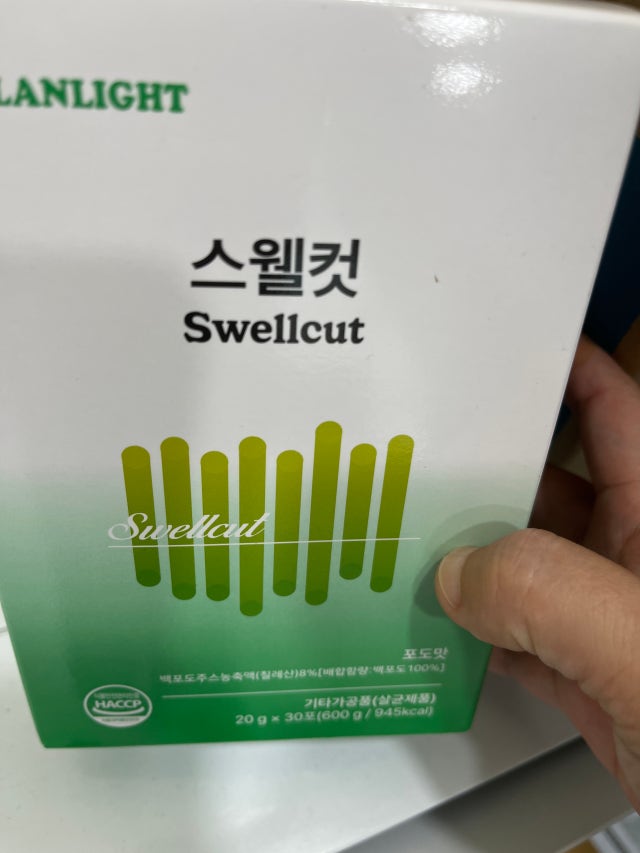 LANLIGHT
스웰컷
Swellcut
Swellcut
포도맛
백포도주스농축액(칠레산)8%[배합함량:백포도100%]
기타가공품(살균제품)
20 g × 30포(600 g / 945kcal)
HACCP